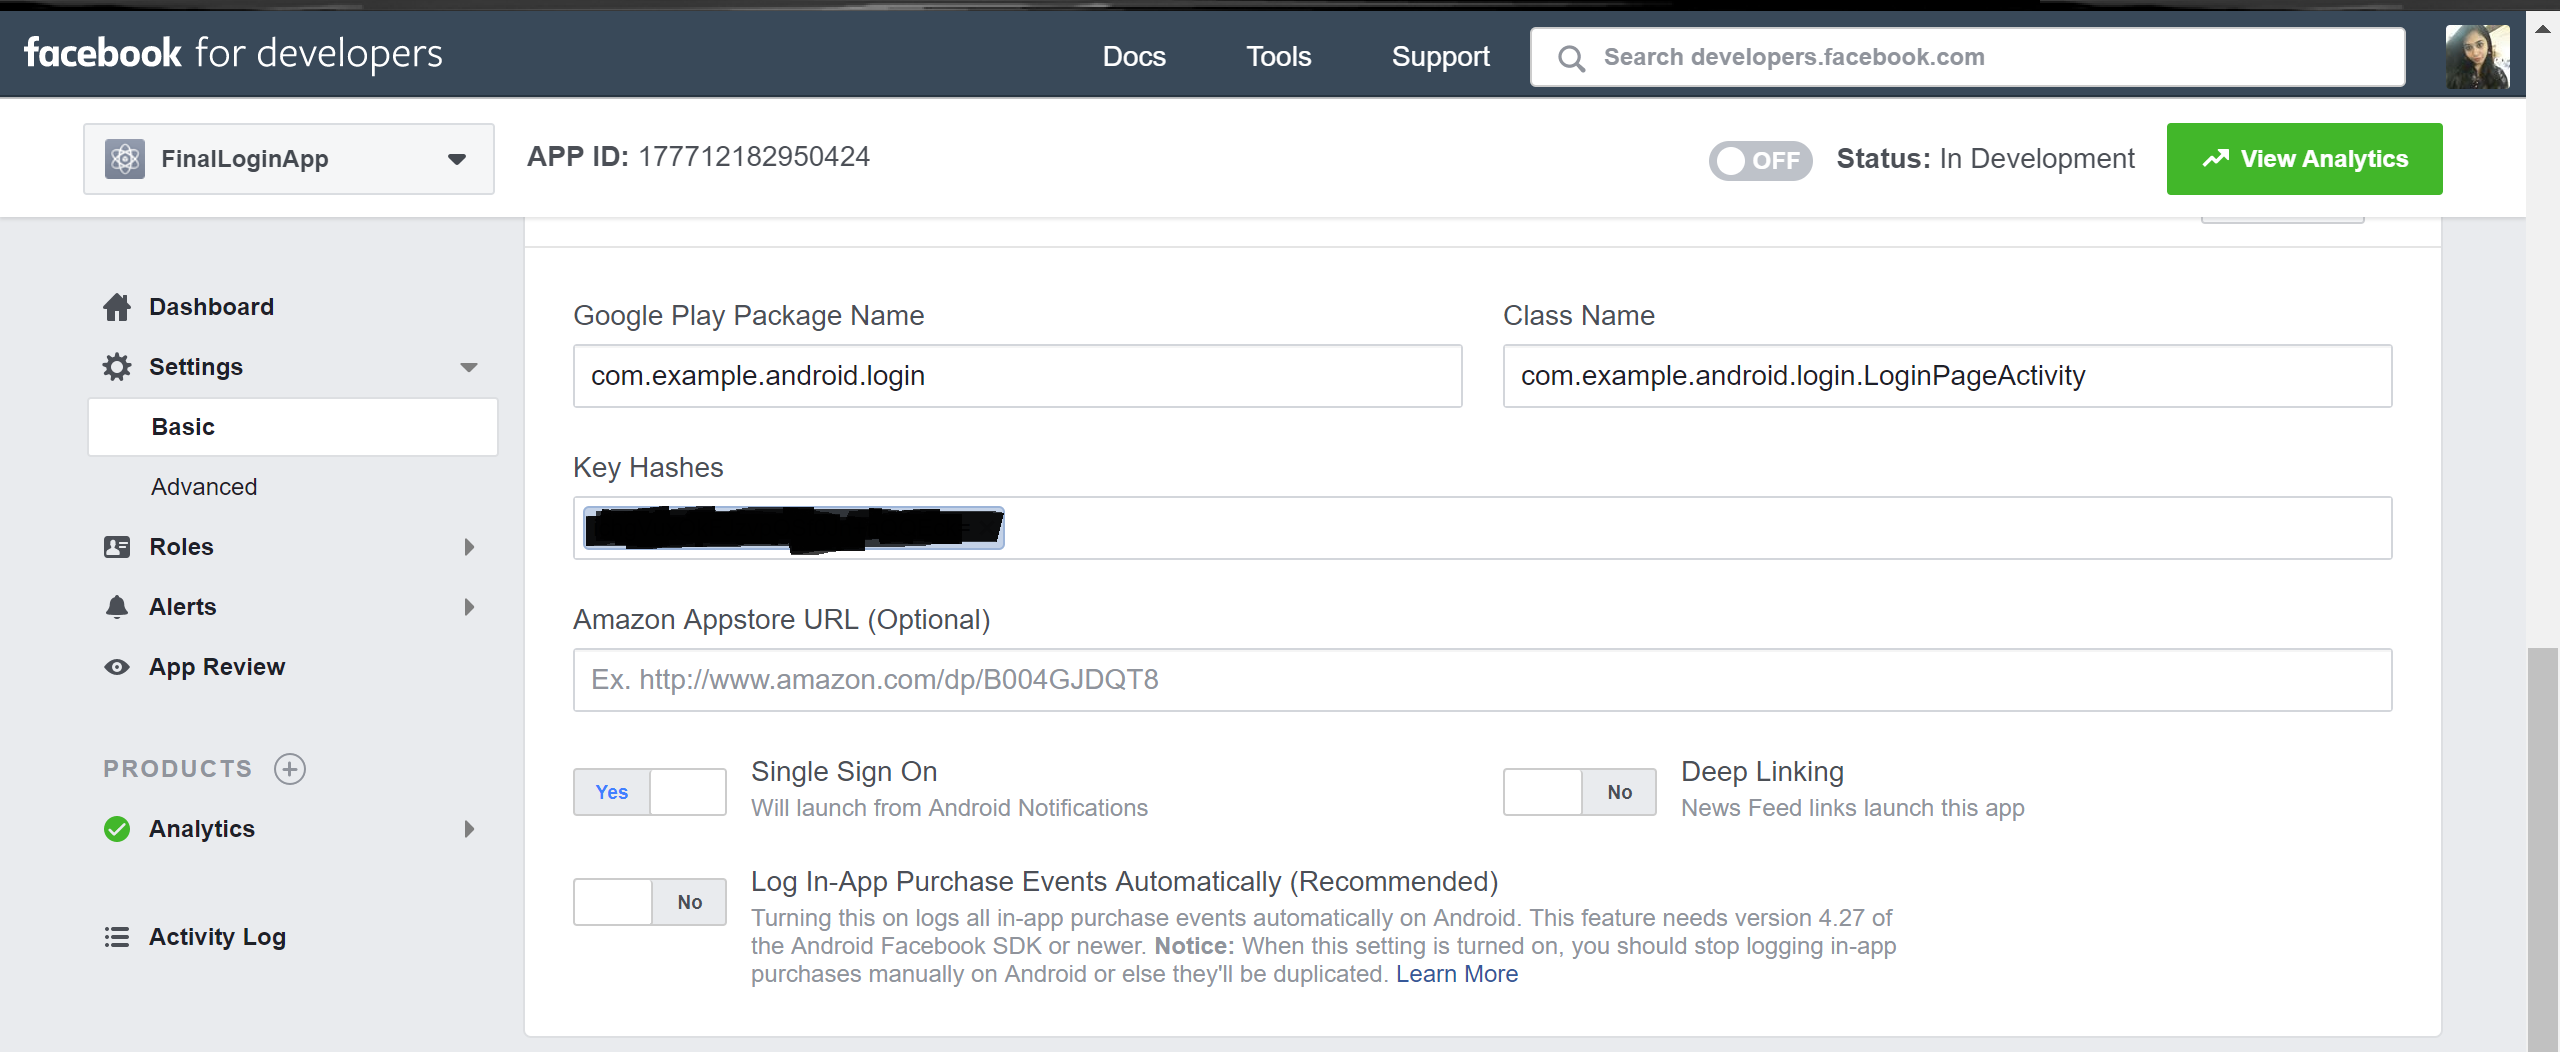 facebook for developers
Docs
Tools
Support
Search developers.facebook.com
FinalLoginApp
APP ID: 177712182950424
OFF
Status: In Development
View Analytics
Dashboard
Settings
Basic
Advanced
Roles
Alerts
App Review
PRODUCTS
Analytics
Activity Log
Google Play Package Name
com.example.android.login
Class Name
com.example.android.login.LoginPageActivity
Key Hashes
Amazon Appstore URL (Optional)
Ex. http://www.amazon.com/dp/B004GJDQT8
Yes
Single Sign On
Will launch from Android Notifications
No
Deep Linking
News Feed links launch this app
No
Log In-App Purchase Events Automatically (Recommended)
Turning this on logs all in-app purchase events automatically on Android. This feature needs version 4.27 of
the Android Facebook SDK or newer. Notice: When this setting is turned on, you should stop logging in-app
purchases manually on Android or else they'll be duplicated. Learn More